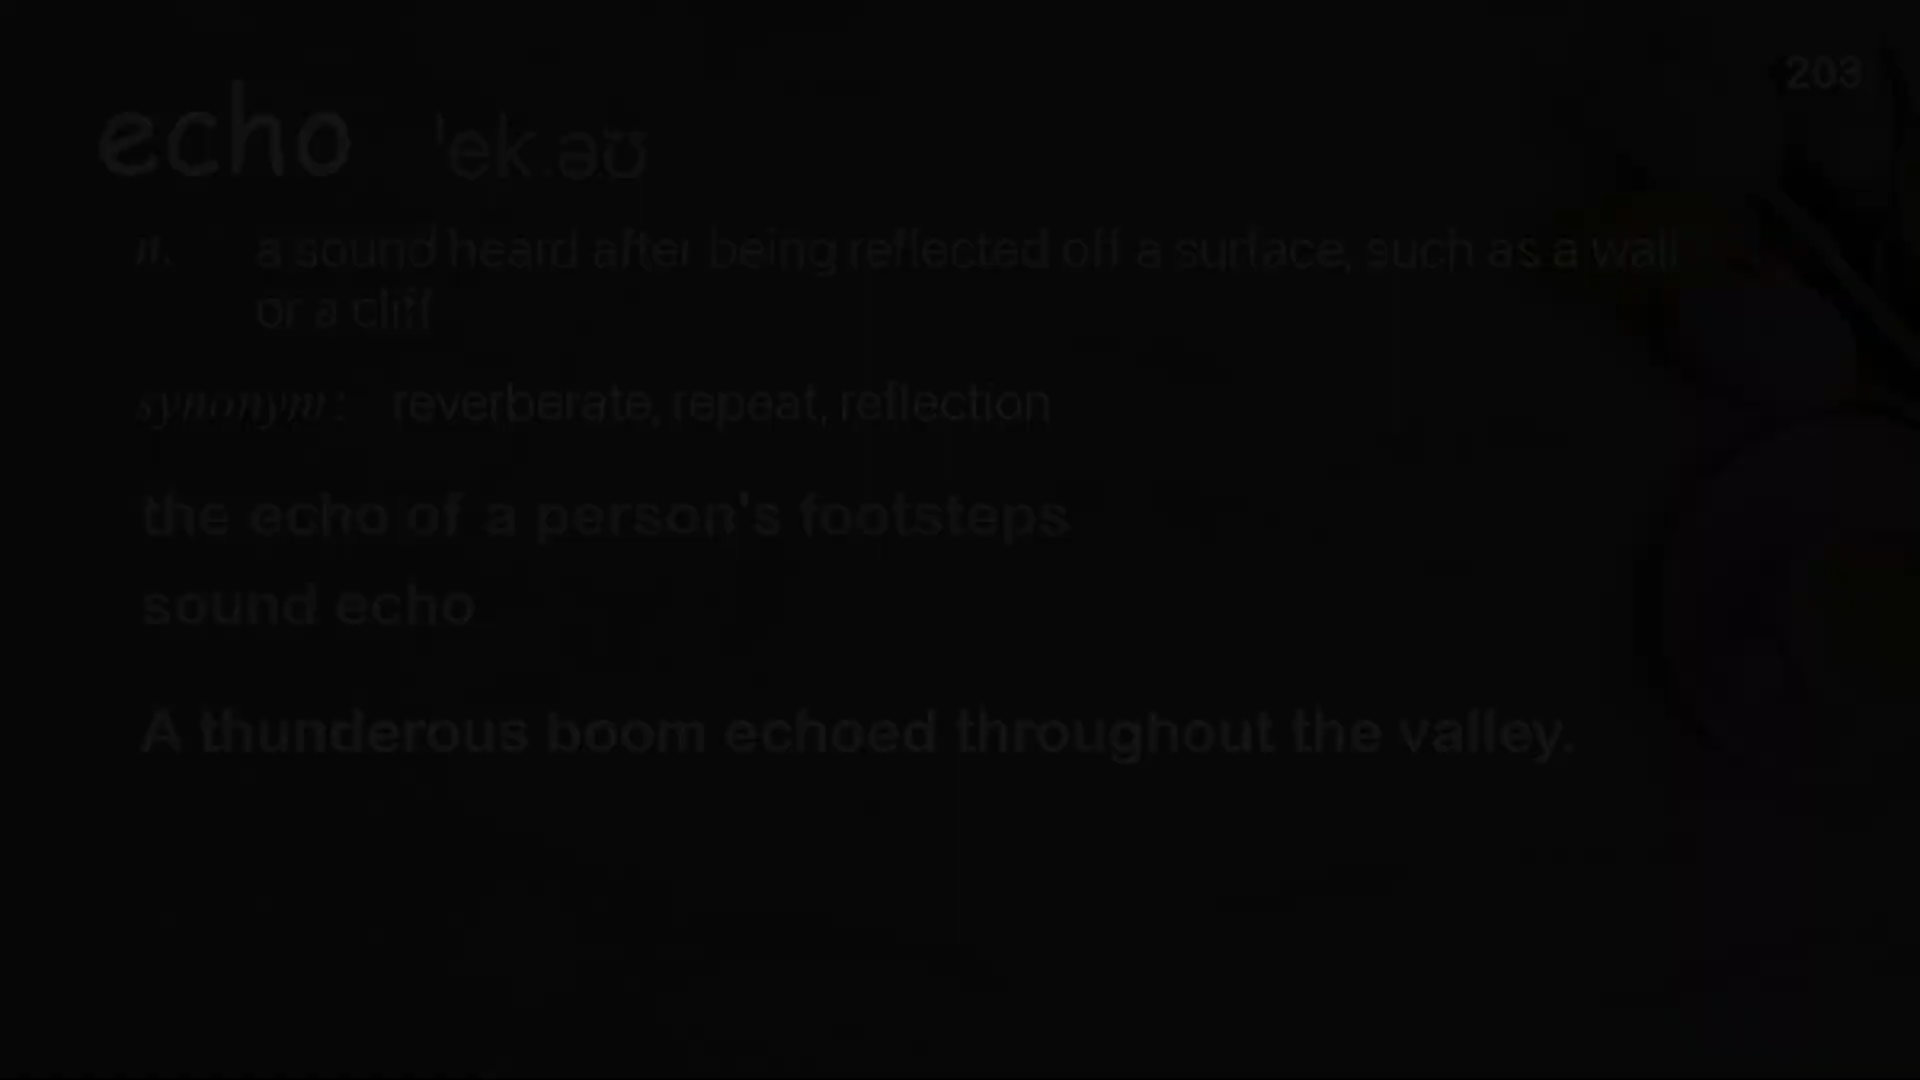 203
echo ˈek.əʊ
n. a sound heard after being reflected off a surface, such as a wall
or a cliff
synonym: reverberate, repeat, reflection
the echo of a person's footsteps
sound echo
A thunderous boom echoed throughout the valley.